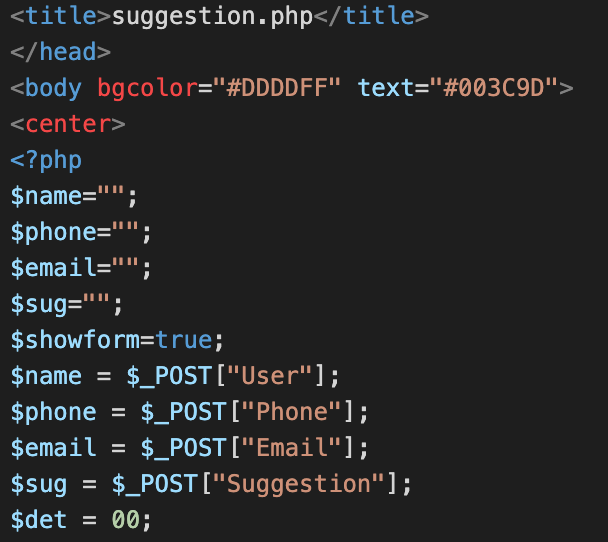 <title>suggestion.php</title>
</head>
<body bgcolor="#DDDDFF" text="#003C9D">
<center>
<?php
$name="";
$phone="";
$email="";
$sug="";
$showform=true;
$name = $_POST["User"];
$phone = $_POST["Phone"];
$email = $_POST["Email"];
$sug = $_POST["Suggestion"];
$det = 00;